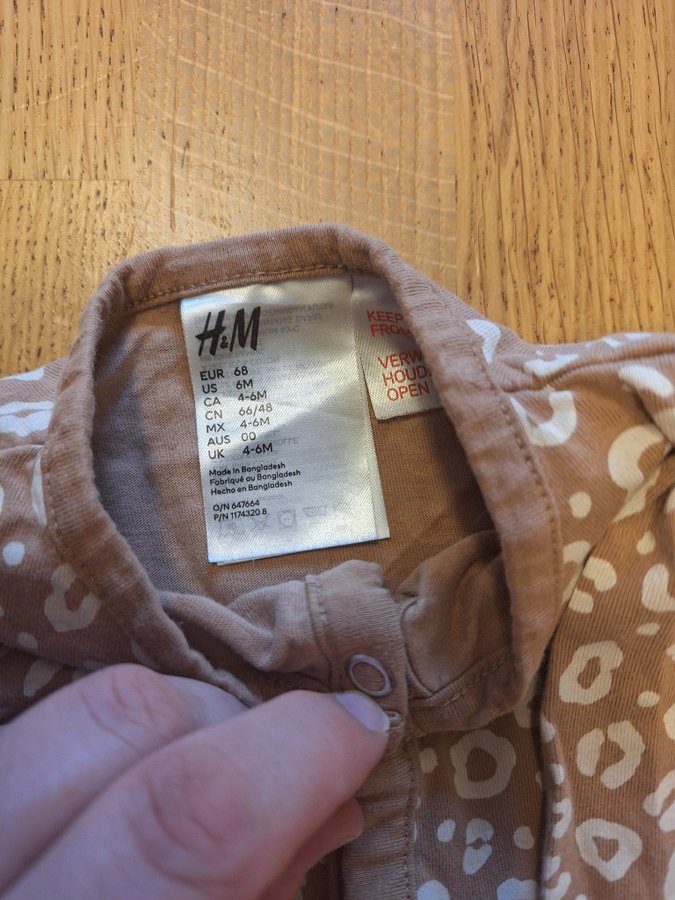 H&M
EUR 68
US 6M
CA 4-6M
CN 66/48
MX 4-6M
AUS 00
UK 4-6M
Made in Bangladesh
Fabriqué au Bangladesh
Hecho en Bangladesh
O/N 647664
P/N 1174320 8
KEEP
FROM
VERW
HOUD
OPEN